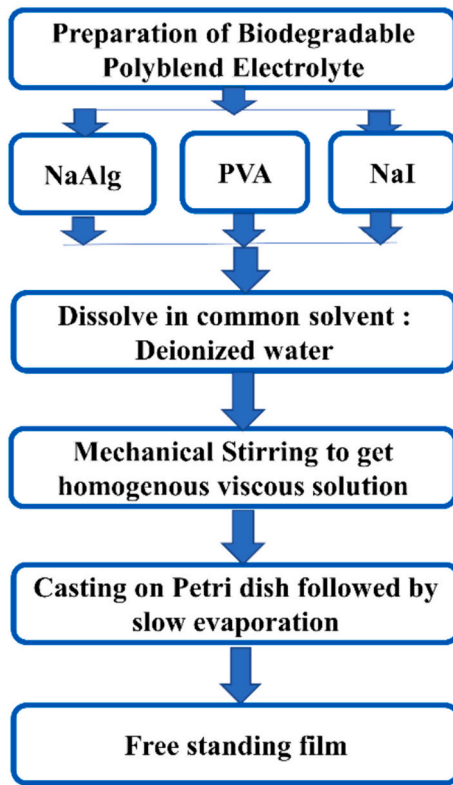 Preparation of Biodegradable
Polyblend Electrolyte
NaAlg
PVA
NaI
Dissolve in common solvent :
Deionized water
Mechanical Stirring to get
homogenous viscous solution
Casting on Petri dish followed by
slow evaporation
Free standing film